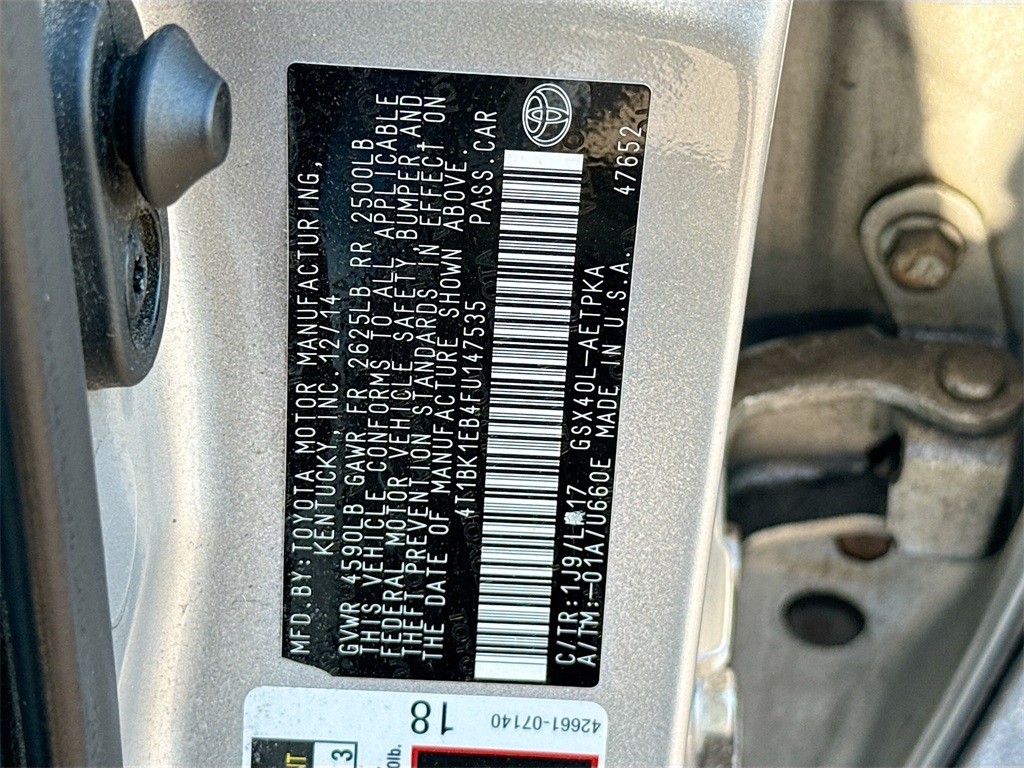 MFD.BY:TOYOTA MOTOR MANUFACTURING,
KENTUCKY, INC. 12/14
GVWR 4590LB GAWR FR 2625LB RR 2500LB
THIS VEHICLE CONFORMS TO ALL APPLICABLE
FEDERAL MOTOR VEHICLE SAFETY, BUMPER, AND
THEFT PREVENTION STANDARDS IN EFFECT ON
THE DATE OF MANUFACTURE SHOWN ABOVE.
4T1BK1EB4FU147535 PASS.CAR
C/TR:1J9/LA17 GSX40L-AETPKA
A/TM:-01A/U660E MADE IN U.S.A. 47652
18
42661-07140
3